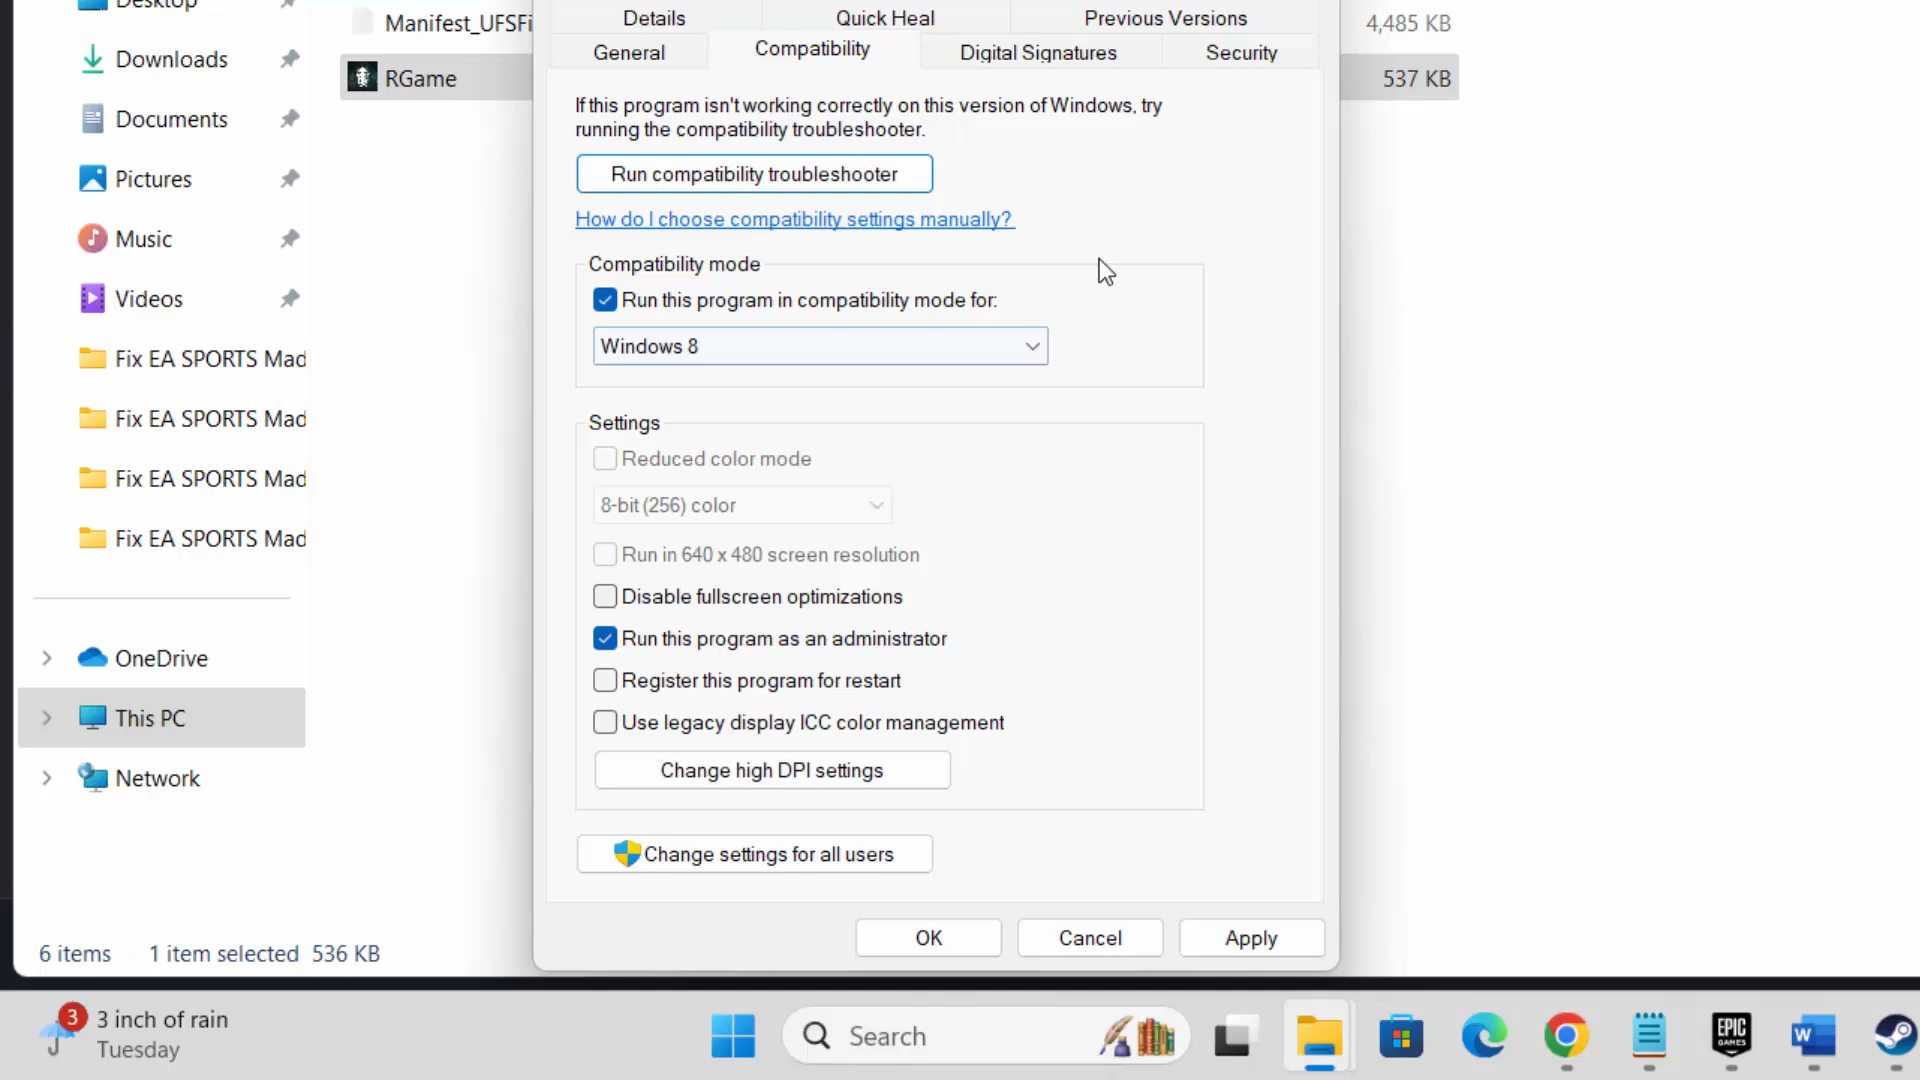 Desktop
Downloads
Documents
Pictures
Music
Videos
Fix EA SPORTS Mad
Fix EA SPORTS Mad
Fix EA SPORTS Mad
Fix EA SPORTS Mad
OneDrive
This PC
Network
6 items 1 item selected 536 KB
Manifest_UFSFi
4,485 KB
RGame
537 KB
Details Quick Heal Previous Versions
General Compatibility Digital Signatures Security
If this program isn't working correctly on this version of Windows, try
running the compatibility troubleshooter.
Run compatibility troubleshooter
How do I choose compatibility settings manually?
Compatibility mode
Run this program in compatibility mode for:
Windows 8
Settings
Reduced color mode
8-bit (256) color
Run in 640 x 480 screen resolution
Disable fullscreen optimizations
Run this program as an administrator
Register this program for restart
Use legacy display ICC color management
Change high DPI settings
Change settings for all users
OK Cancel Apply
3
3 inch of rain
Tuesday
Search
EPIC
GAMES
W